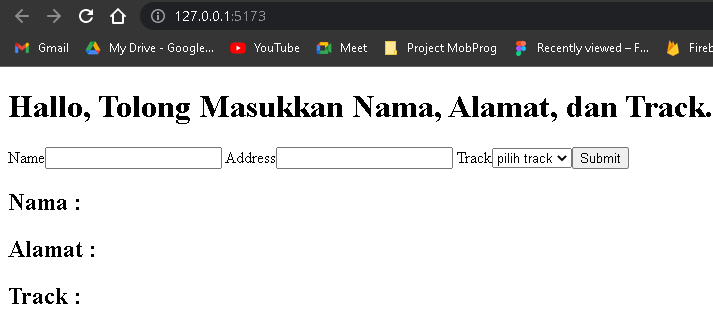 127.0.0.1:5173
Gmail My Drive - Google... YouTube Meet Project MobProg Recently viewed – F... Fireb
Hallo, Tolong Masukkan Nama, Alamat, dan Track.
Name Address Track pilih track Submit
Nama :
Alamat :
Track :